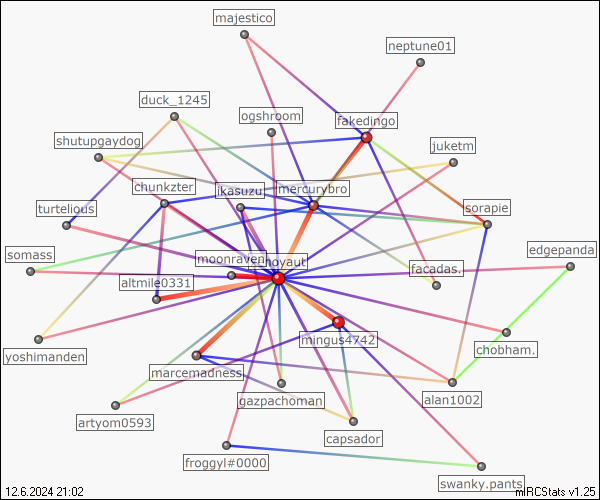 majestico
neptune01
duck_1245
ogshroom
fakedingo
shutupgaydog
juketm
chunkzter
ikasuzu
mercurybro
turtelious
sorapie
somass
moonraven
edgepanda
facadas.
altmile0331
mingus4742
chobham.
yoshimanden
marcemadness
gazpachoman
alan1002
artyom0593
capsador
froggyl#0000
swanky.pants
12.6.2024 21:02
mIRCStats v1.25